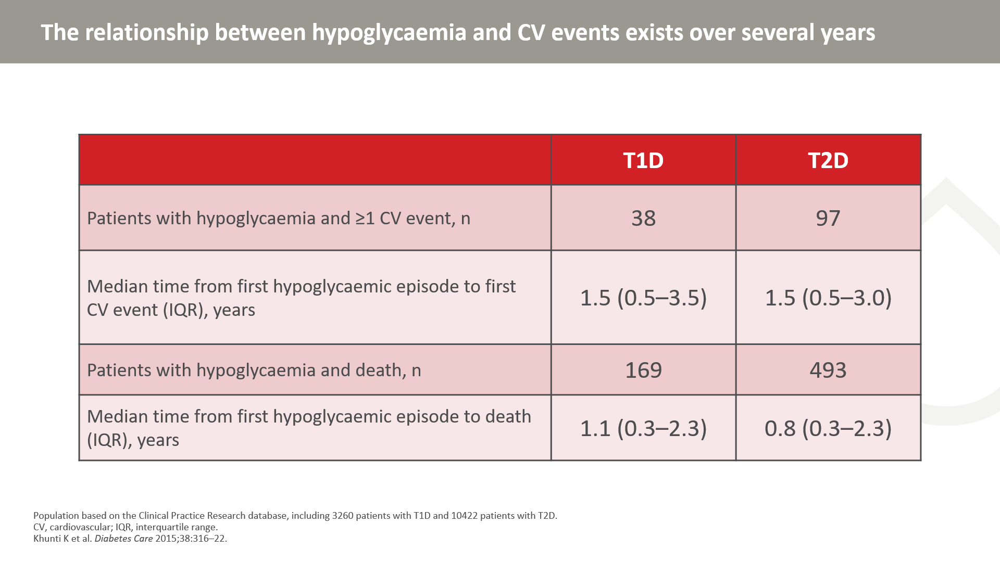 The relationship between hypoglycaemia and CV events exists over several years
T1D
T2D
Patients with hypoglycaemia and ≥1 CV event, n
38
97
Median time from first hypoglycaemic episode to first
CV event (IQR), years
1.5 (0.5–3.5)
1.5 (0.5–3.0)
Patients with hypoglycaemia and death, n
169
493
Median time from first hypoglycaemic episode to death
(IQR), years
1.1 (0.3–2.3)
0.8 (0.3–2.3)
Population based on the Clinical Practice Research database, including 3260 patients with T1D and 10422 patients with T2D.
CV, cardiovascular; IQR, interquartile range.
Khunti K et al. Diabetes Care 2015;38:316–22.